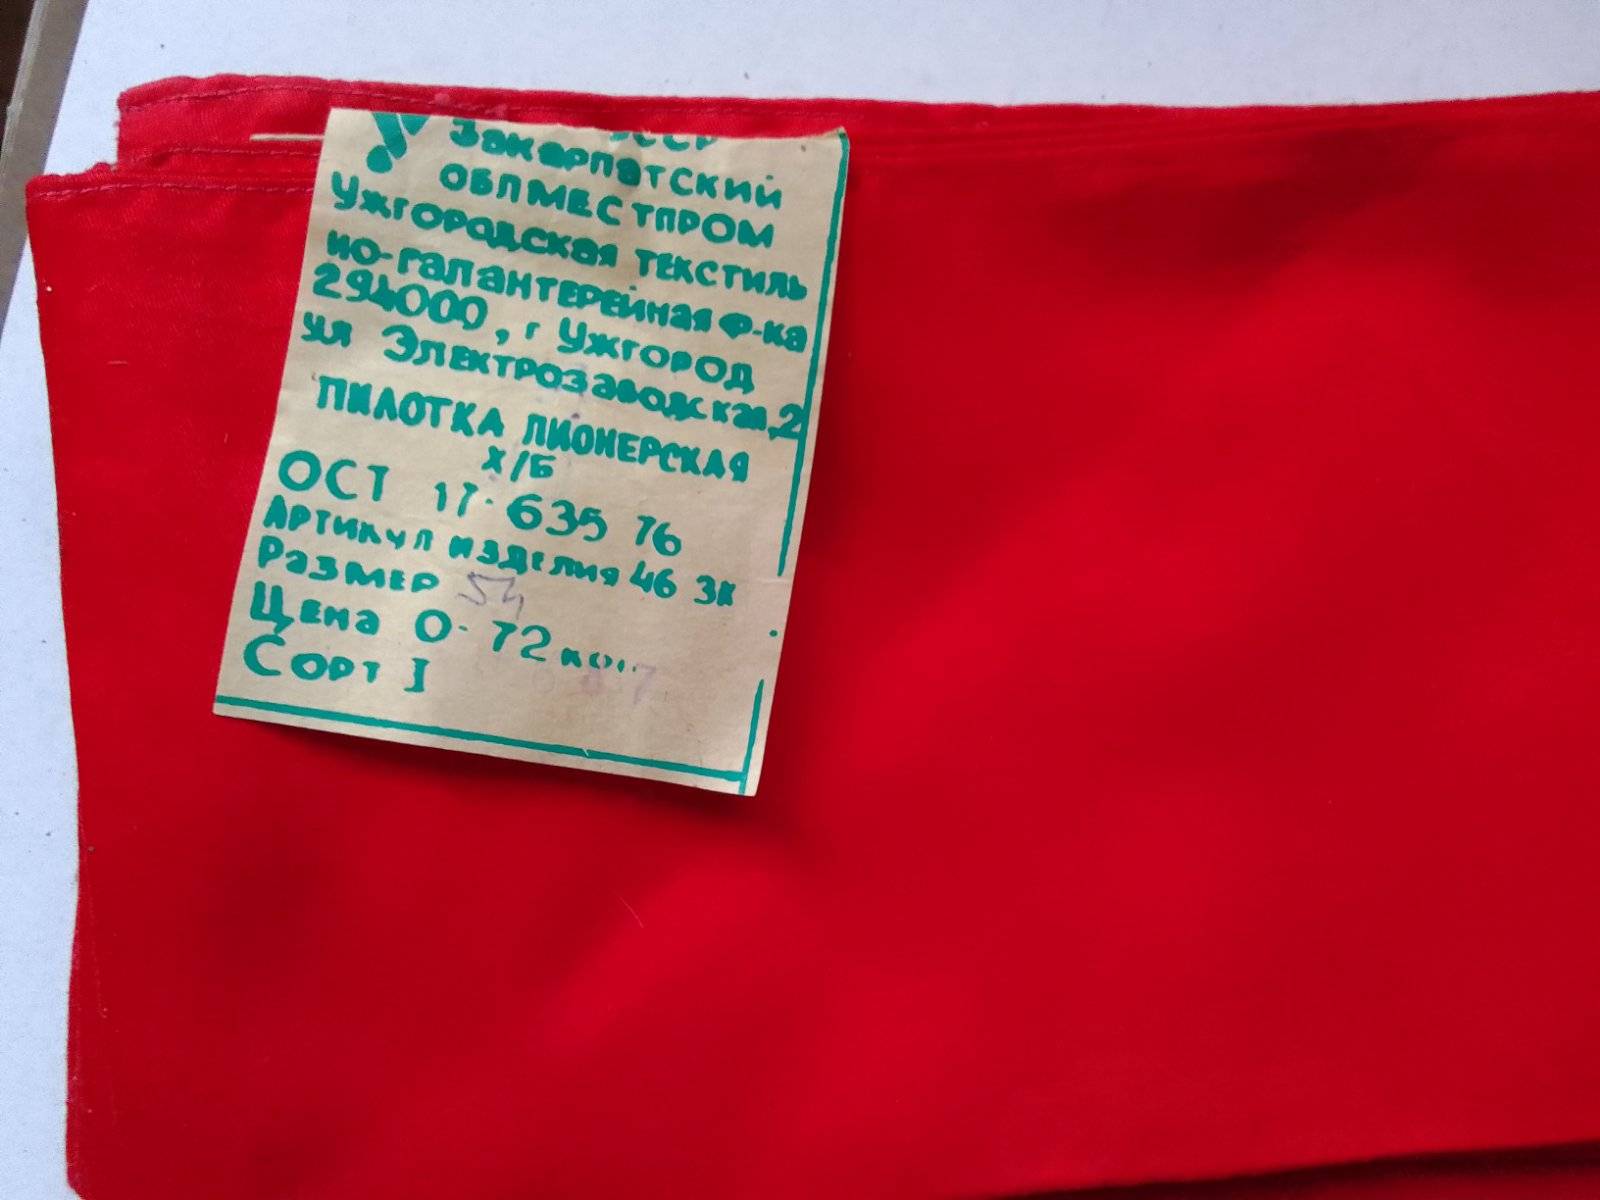 Закарпатский
облместпром
Ужгородская текстиль
но-галантерейная ф-ка
294000, г Ужгород
ул Электрозаводская, 2
ПИЛОТКА ПИОНЕРСКАЯ
х/б
ОСТ 17·635 76
Артикул изделия 46 3к
Размер 54
Цена 0-72 коп.
Сорт I